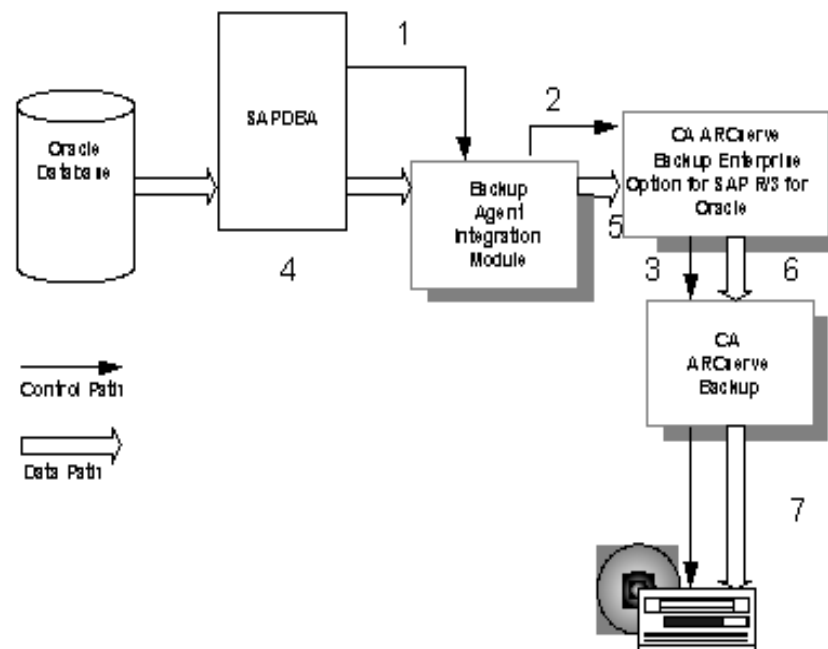 1
SAPDBA
2
Oracle
Database
CA ARCserve
Backup Enterprise
Option for SAP R/3 for
Oracle
Backup
Agent
Integration
Module
5
4
3
6
CA
ARCserve
Backup
Control Path
Data Path
7